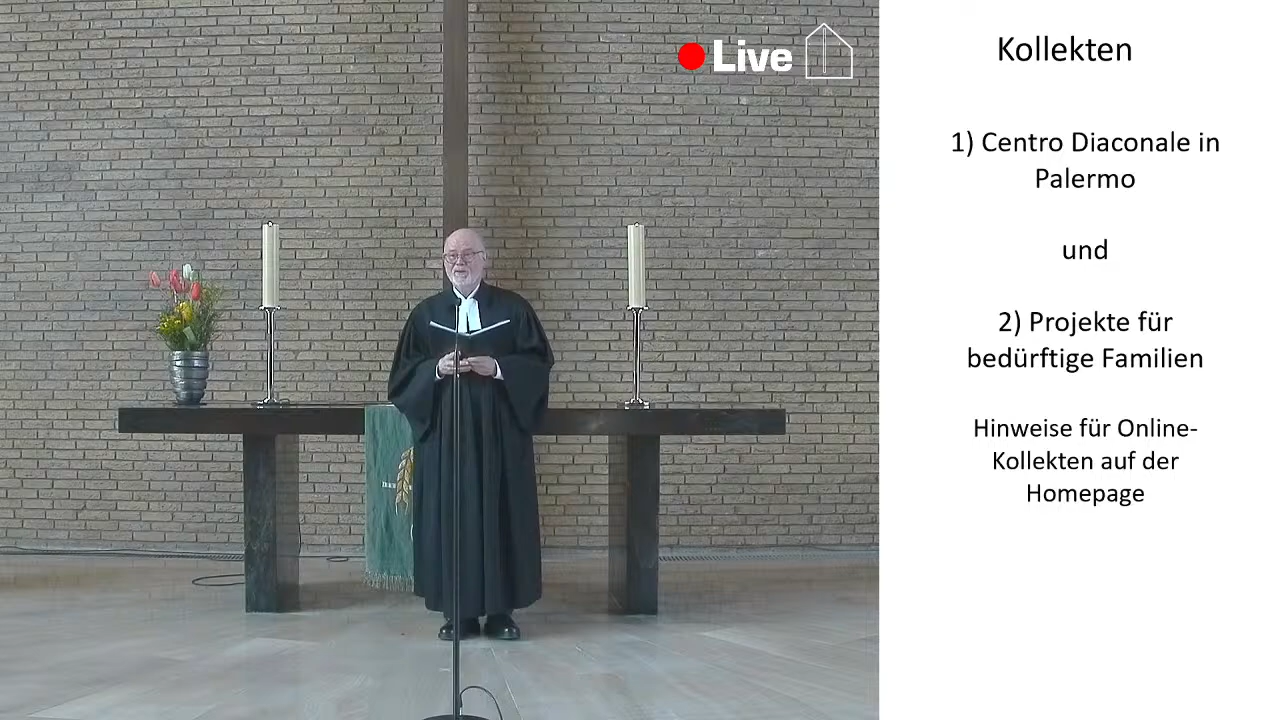 Live
Kollekten
1) Centro Diaconale in
Palermo
und
2) Projekte für
bedürftige Familien
Hinweise für Online-
Kollekten auf der
Homepage